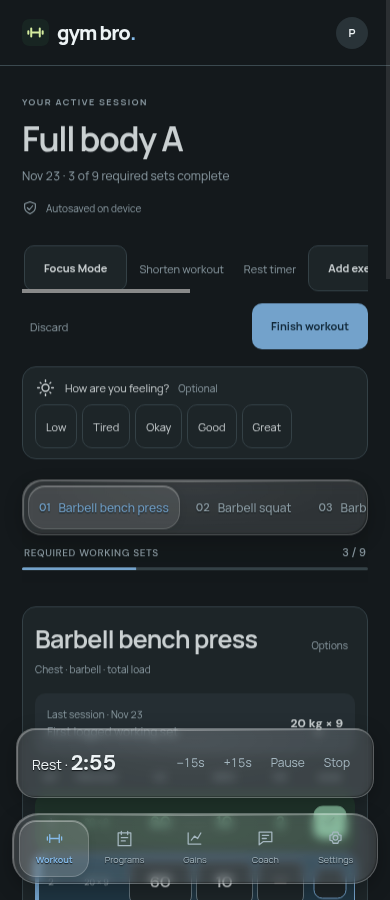 gym bro.
P
YOUR ACTIVE SESSION
Full body A
Nov 23 · 3 of 9 required sets complete
Autosaved on device
Focus Mode Shorten workout Rest timer Add exe
Discard Finish workout
How are you feeling? Optional
Low Tired Okay Good Great
01 Barbell bench press 02 Barbell squat 03 Barb
REQUIRED WORKING SETS 3 / 9
Barbell bench press Options
Chest · barbell · total load
Last session · Nov 23
First logged working set 20 kg × 9
Rest · 2:55 −15s +15s Pause Stop
Workout Programs Gains Coach Settings
60 10